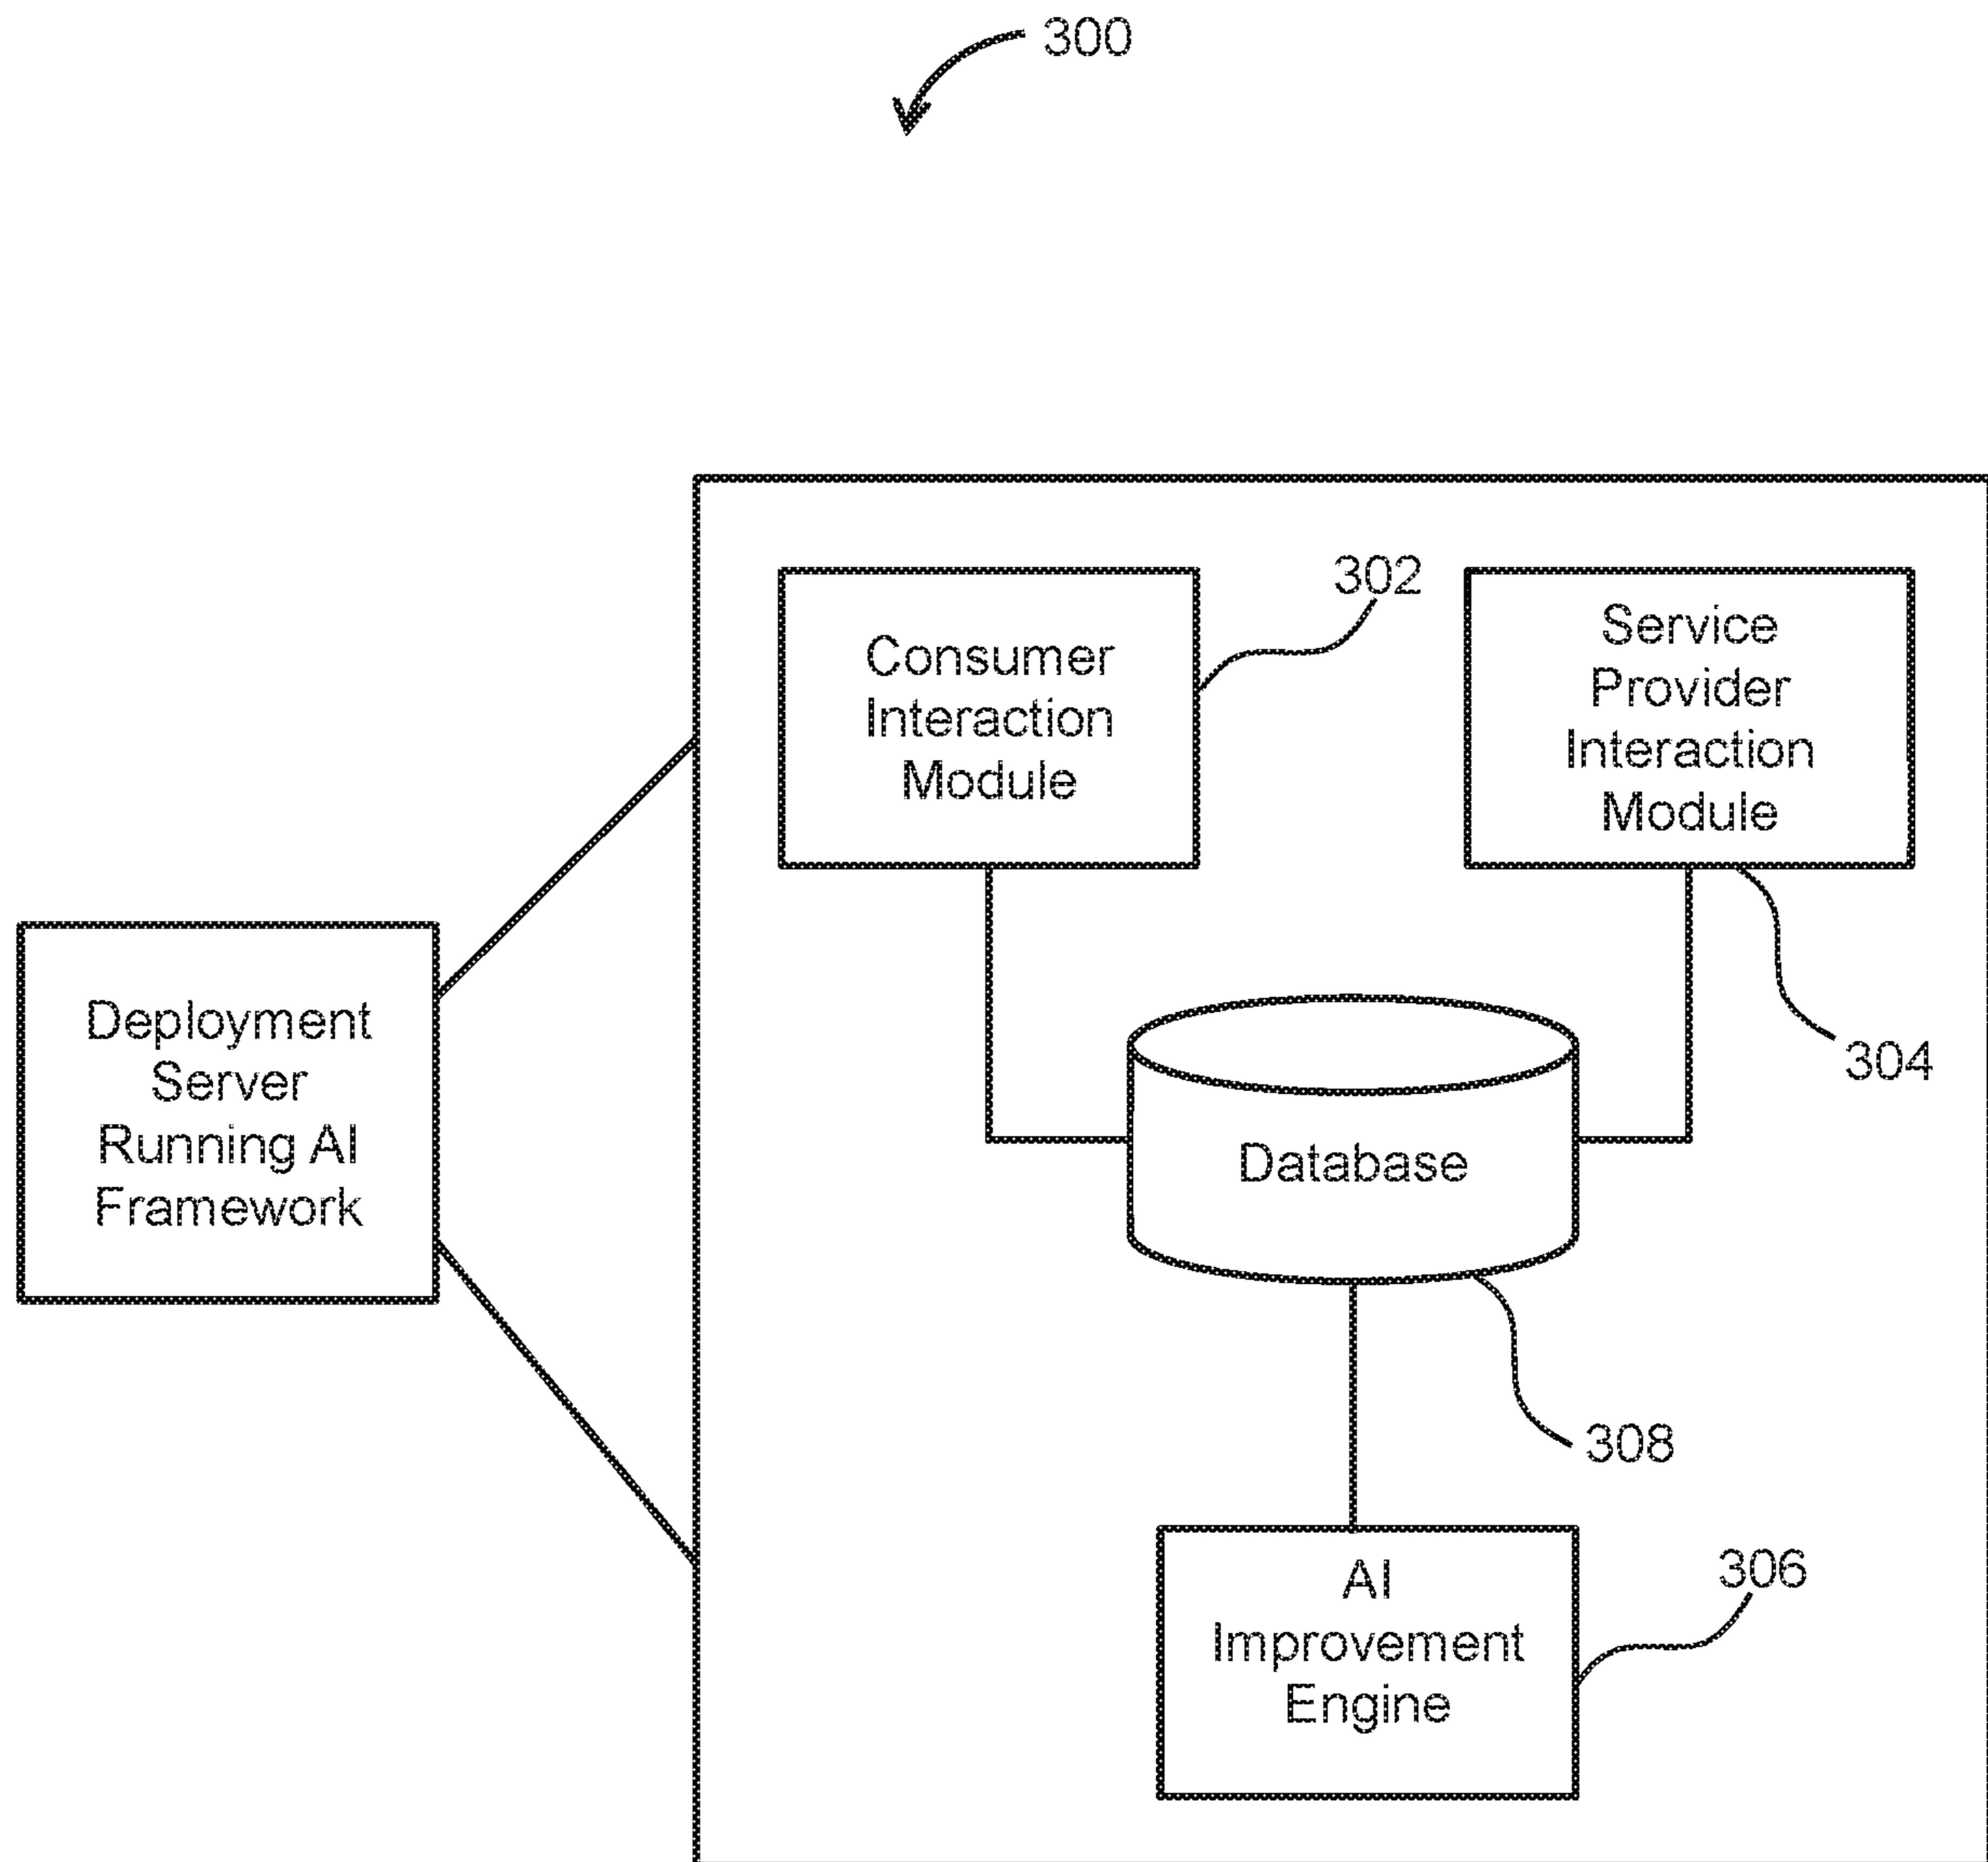 300
Consumer
Interaction
Module
302
Service
Provider
Interaction
Module
304
Deployment
Server
Running AI
Framework
Database
308
AI
Improvement
Engine
306